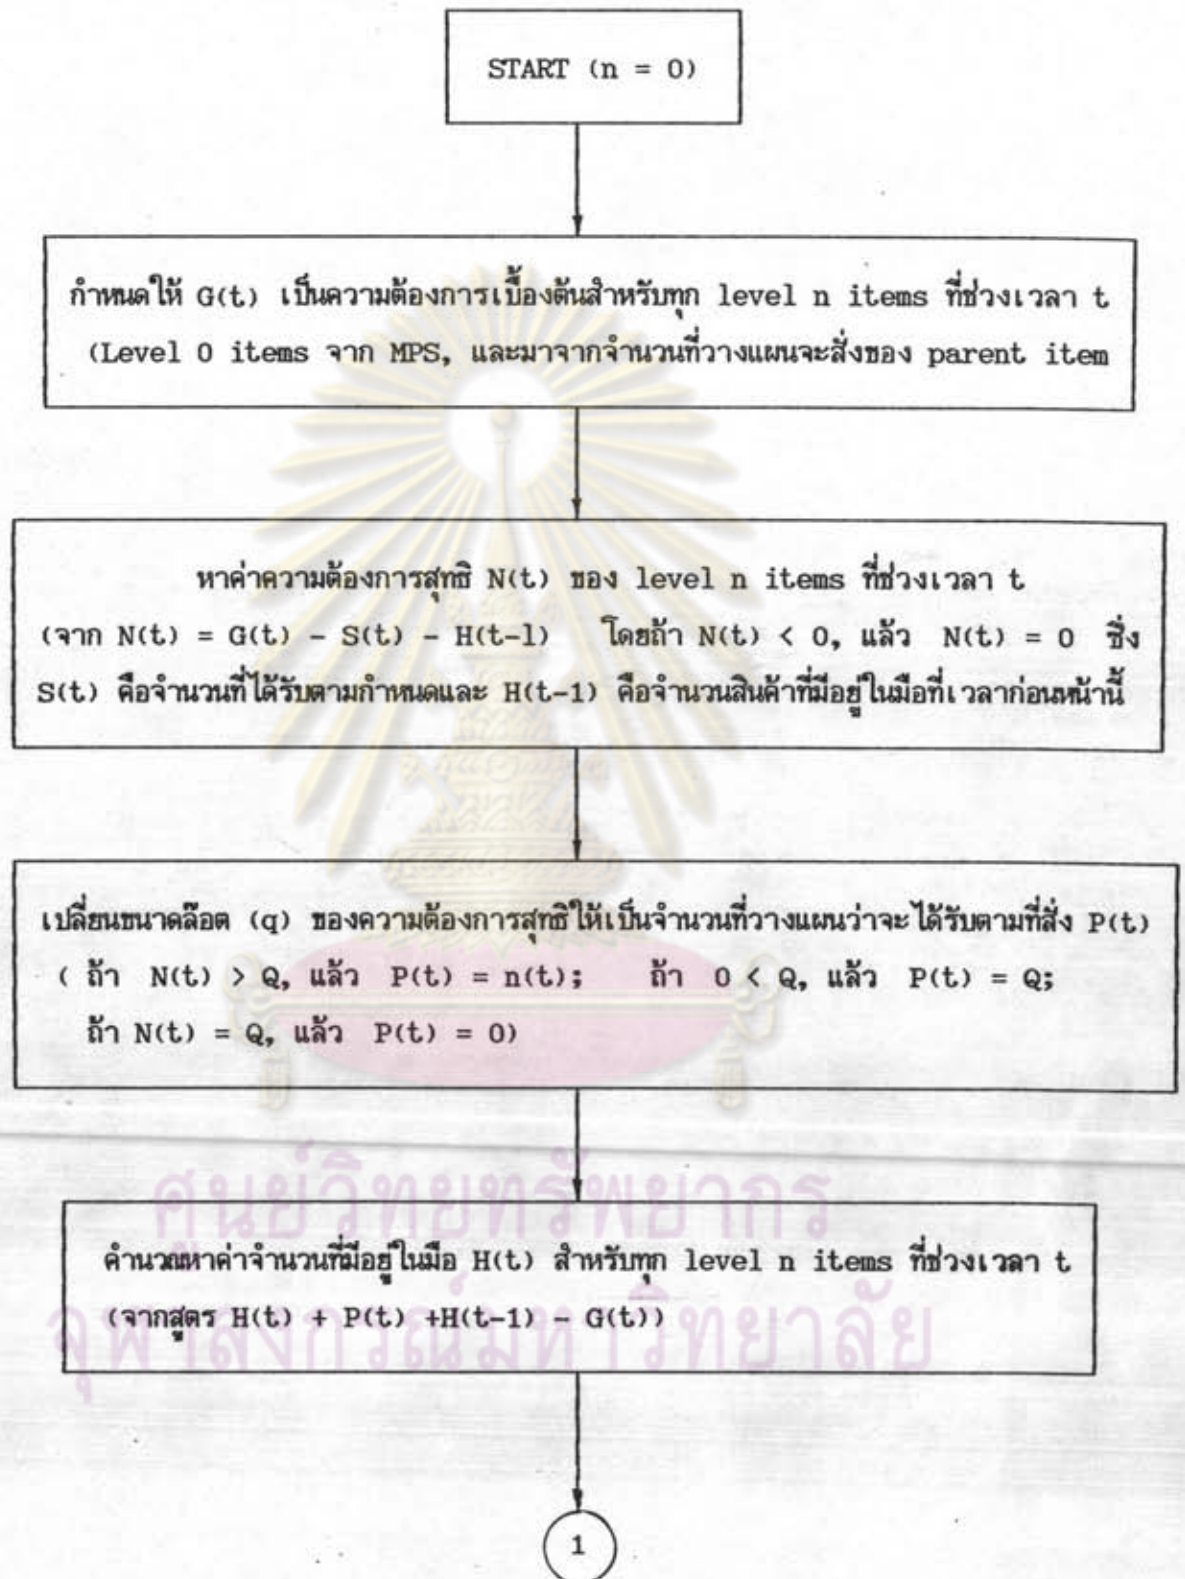 START (n = 0)
กำหนดให้ G(t) เป็นความต้องการเบื้องต้นสำหรับทุก level n items ที่ช่วงเวลา t
(Level 0 items จาก MPS, และมาจากจำนวนที่วางแผนจะสั่งของ parent item
หาค่าความต้องการสุทธิ N(t) ของ level n items ที่ช่วงเวลา t
(จาก N(t) = G(t) - S(t) - H(t-1) โดยถ้า N(t) < 0, แล้ว N(t) = 0 ซึ่ง
S(t) คือจำนวนที่ได้รับตามกำหนดและ H(t-1) คือจำนวนสินค้าที่มีอยู่ในมือที่เวลาก่อนหน้านี้
เปลี่ยนขนาดล๊อต (q) ของความต้องการสุทธิให้เป็นจำนวนที่วางแผนว่าจะได้รับตามที่สั่ง P(t)
( ถ้า N(t) > Q, แล้ว P(t) = n(t); ถ้า 0 < Q, แล้ว P(t) = Q;
ถ้า N(t) = Q, แล้ว P(t) = 0)
ศูนย์วิทยทรัพยากร
คำนวณหาค่าจำนวนที่มีอยู่ในมือ H(t) สำหรับทุก level n items ที่ช่วงเวลา t
(จากสูตร H(t) + P(t) +H(t-1) - G(t))
จุฬาลงกรณ์มหาวิทยาลัย
1